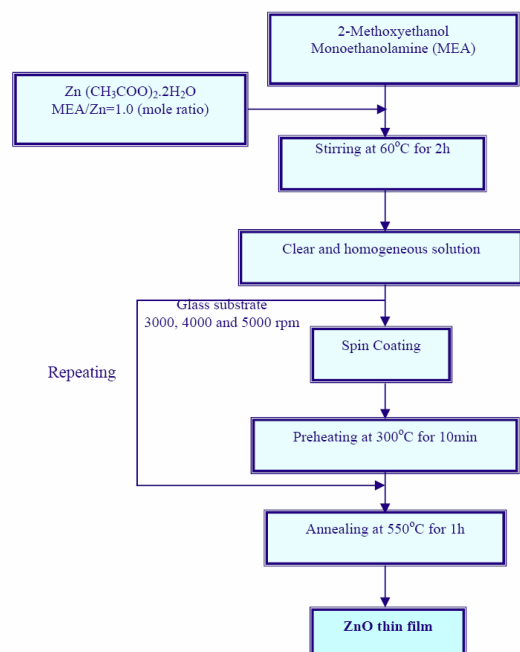 2-Methoxyethanol
Monoethanolamine (MEA)
Zn (CH₃COO)₂.2H₂O
MEA/Zn=1.0 (mole ratio)
Stirring at 60°C for 2h
Clear and homogeneous solution
Glass substrate
3000, 4000 and 5000 rpm
Spin Coating
Repeating
Preheating at 300°C for 10min
Annealing at 550°C for 1h
ZnO thin film